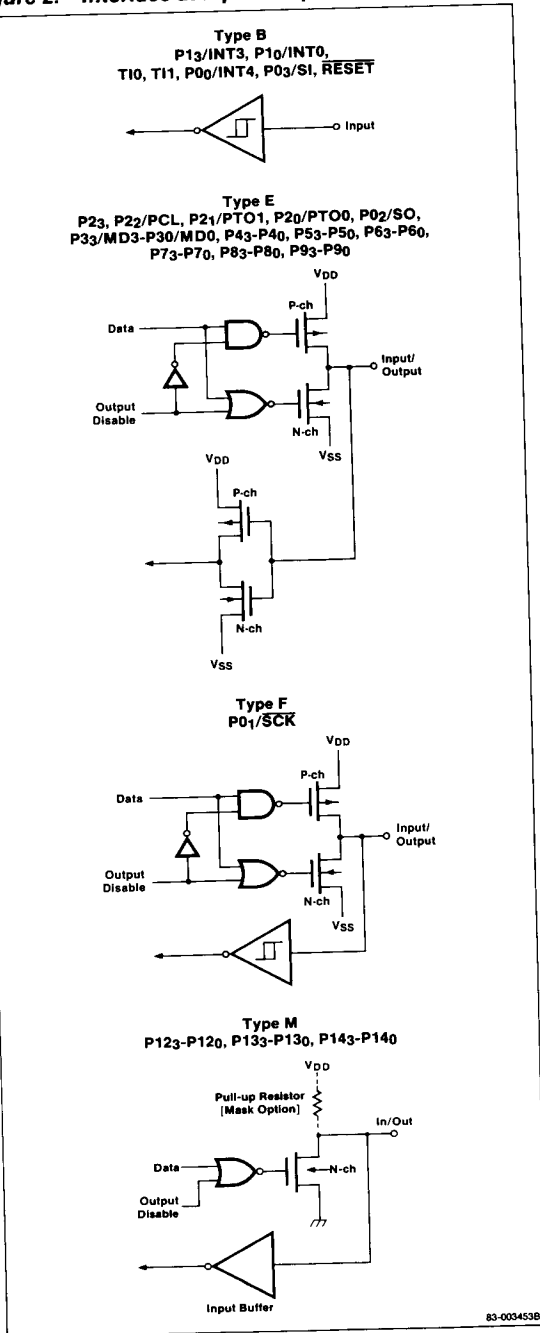 Figure 2. Interface
Type B
P13/INT3, P10/INT0,
TI0, TI1, P00/INT4, P03/SI, RESET
Input
Type E
P23, P22/PCL, P21/PTO1, P20/PTO0, P02/SO,
P33/MD3-P30/MD0, P43-P40, P53-P50, P63-P60,
P73-P70, P83-P80, P93-P90
VDD
P-ch
Data
Input/
Output
Output
Disable
N-ch
VSS
VDD
P-ch
N-ch
VSS
Type F
P01/SCK
VDD
P-ch
Data
Input/
Output
Output
Disable
N-ch
VSS
Type M
P123-P120, P133-P130, P143-P140
VDD
Pull-up Resistor
[Mask Option]
In/Out
Data
N-ch
Output
Disable
Input Buffer
83-003453B